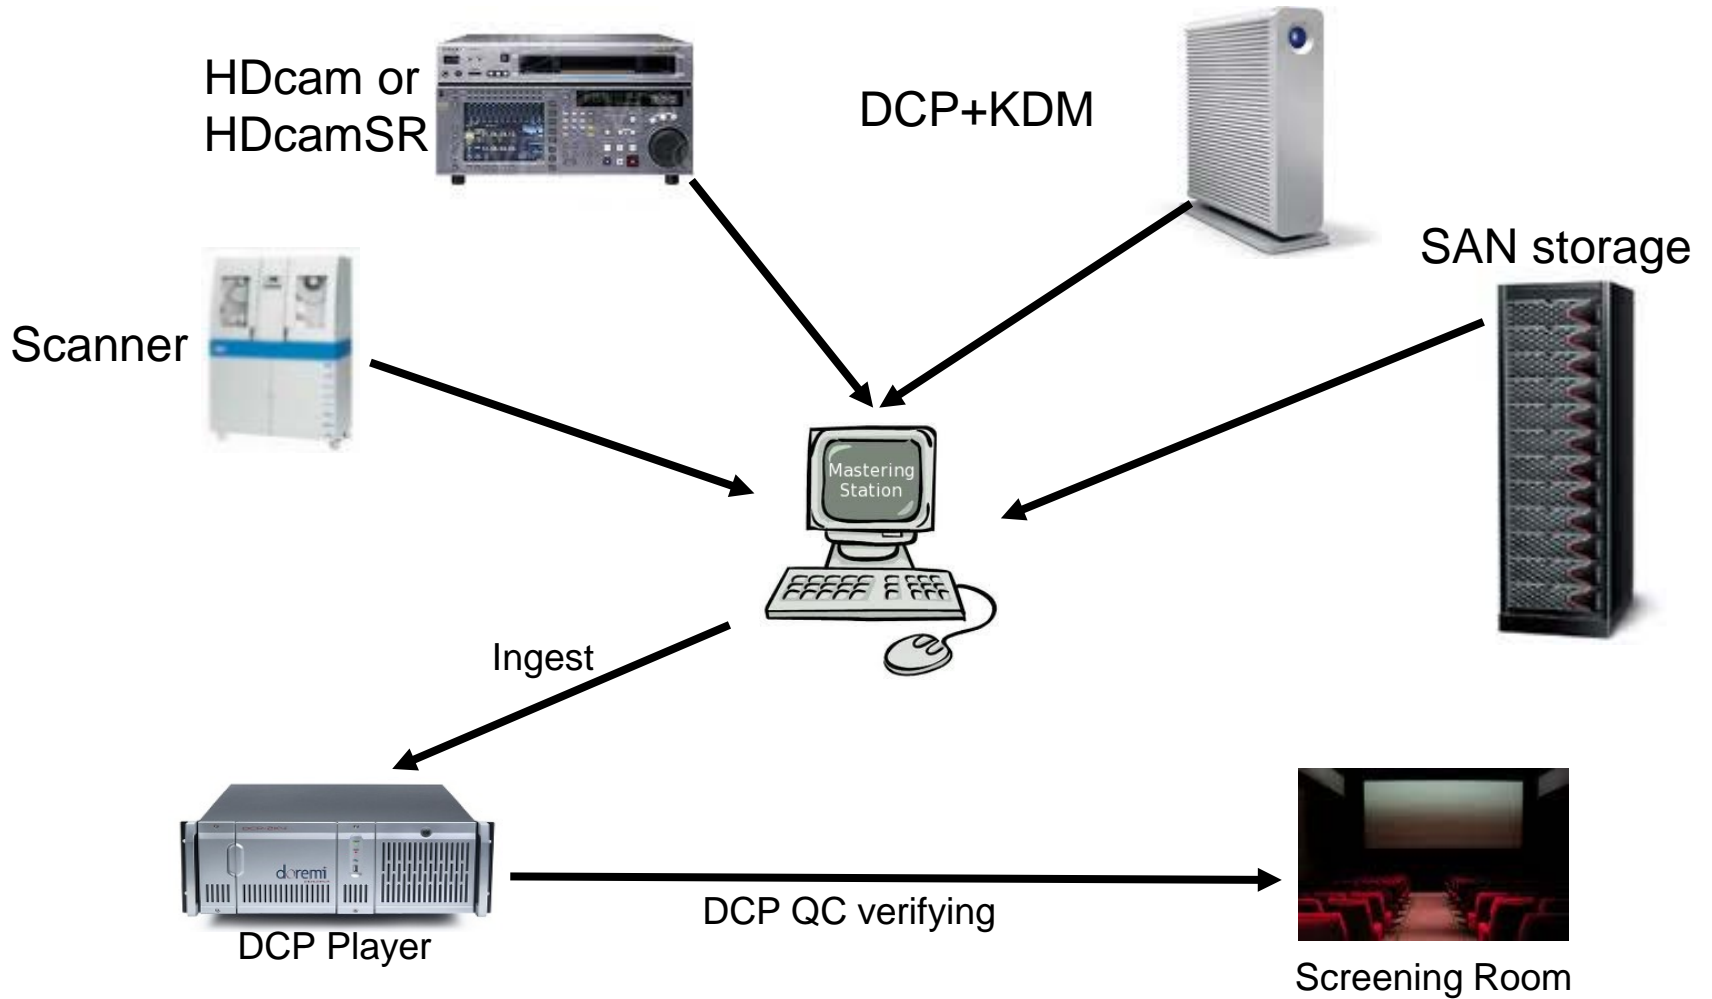 HDcam or
HDcamSR
DCP+KDM
SAN storage
Scanner
Mastering
Station
Ingest
doremi
DCP Player
DCP QC verifying
Screening Room